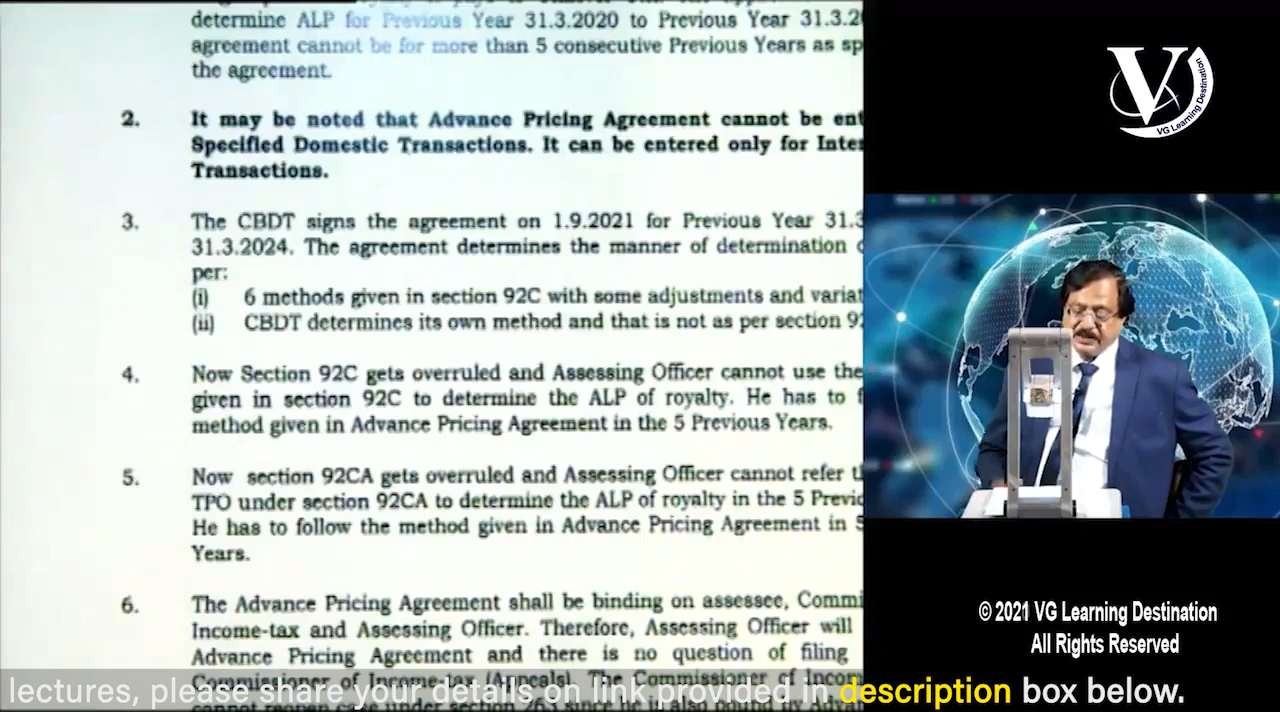 determine ALP for Previous Year 31.3.2020 to Previous Year 31.3.2
agreement cannot be for more than 5 consecutive Previous Years as sp
the agreement.
2. It may be noted that Advance Pricing Agreement cannot be ent
Specified Domestic Transactions. It can be entered only for Inte
Transactions.
3. The CBDT signs the agreement on 1.9.2021 for Previous Year 31.3
31.3.2024. The agreement determines the manner of determination
per:
(i) 6 methods given in section 92C with some adjustments and variat
(ii) CBDT determines its own method and that is not as per section 92
4. Now Section 92C gets overruled and Assessing Officer cannot use the
given in section 92C to determine the ALP of royalty. He has to f
method given in Advance Pricing Agreement in the 5 Previous Years.
5. Now section 92CA gets overruled and Assessing Officer cannot refer t
TPO under section 92CA to determine the ALP of royalty in the 5 Previo
He has to follow the method given in Advance Pricing Agreement in 5
Years.
6. The Advance Pricing Agreement shall be binding on assessee, Commi
Income-tax and Assessing Officer. Therefore, Assessing Officer will
Advance Pricing Agreement and there is no question of filing
Commissioner of Income-tax (Appeals). The Commissioner of Incom
V
VG Learning Destination
© 2021 VG Learning Destination
All Rights Reserved
lectures, please share your details on link provided in description box below.